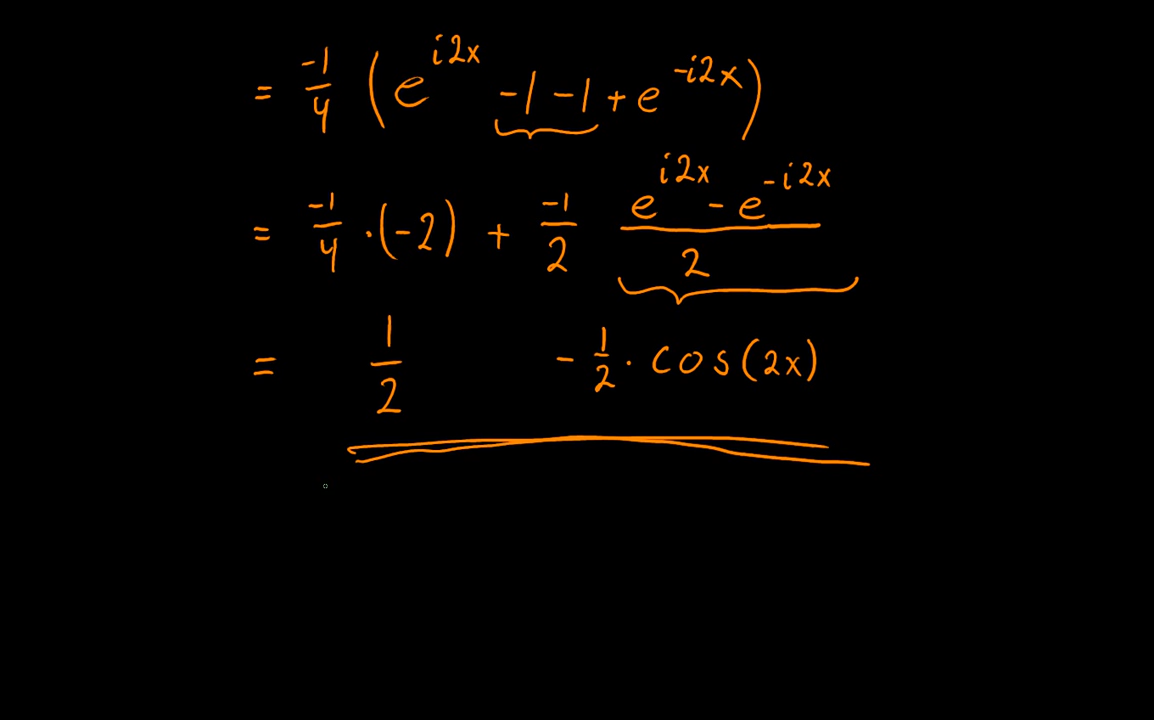 = -1/4 (e^{i2x} -1 -1 + e^{-i2x})
= -1/4 · (-2) + -1/2 (e^{i2x} - e^{-i2x})/2
= 1/2 - 1/2 · cos(2x)